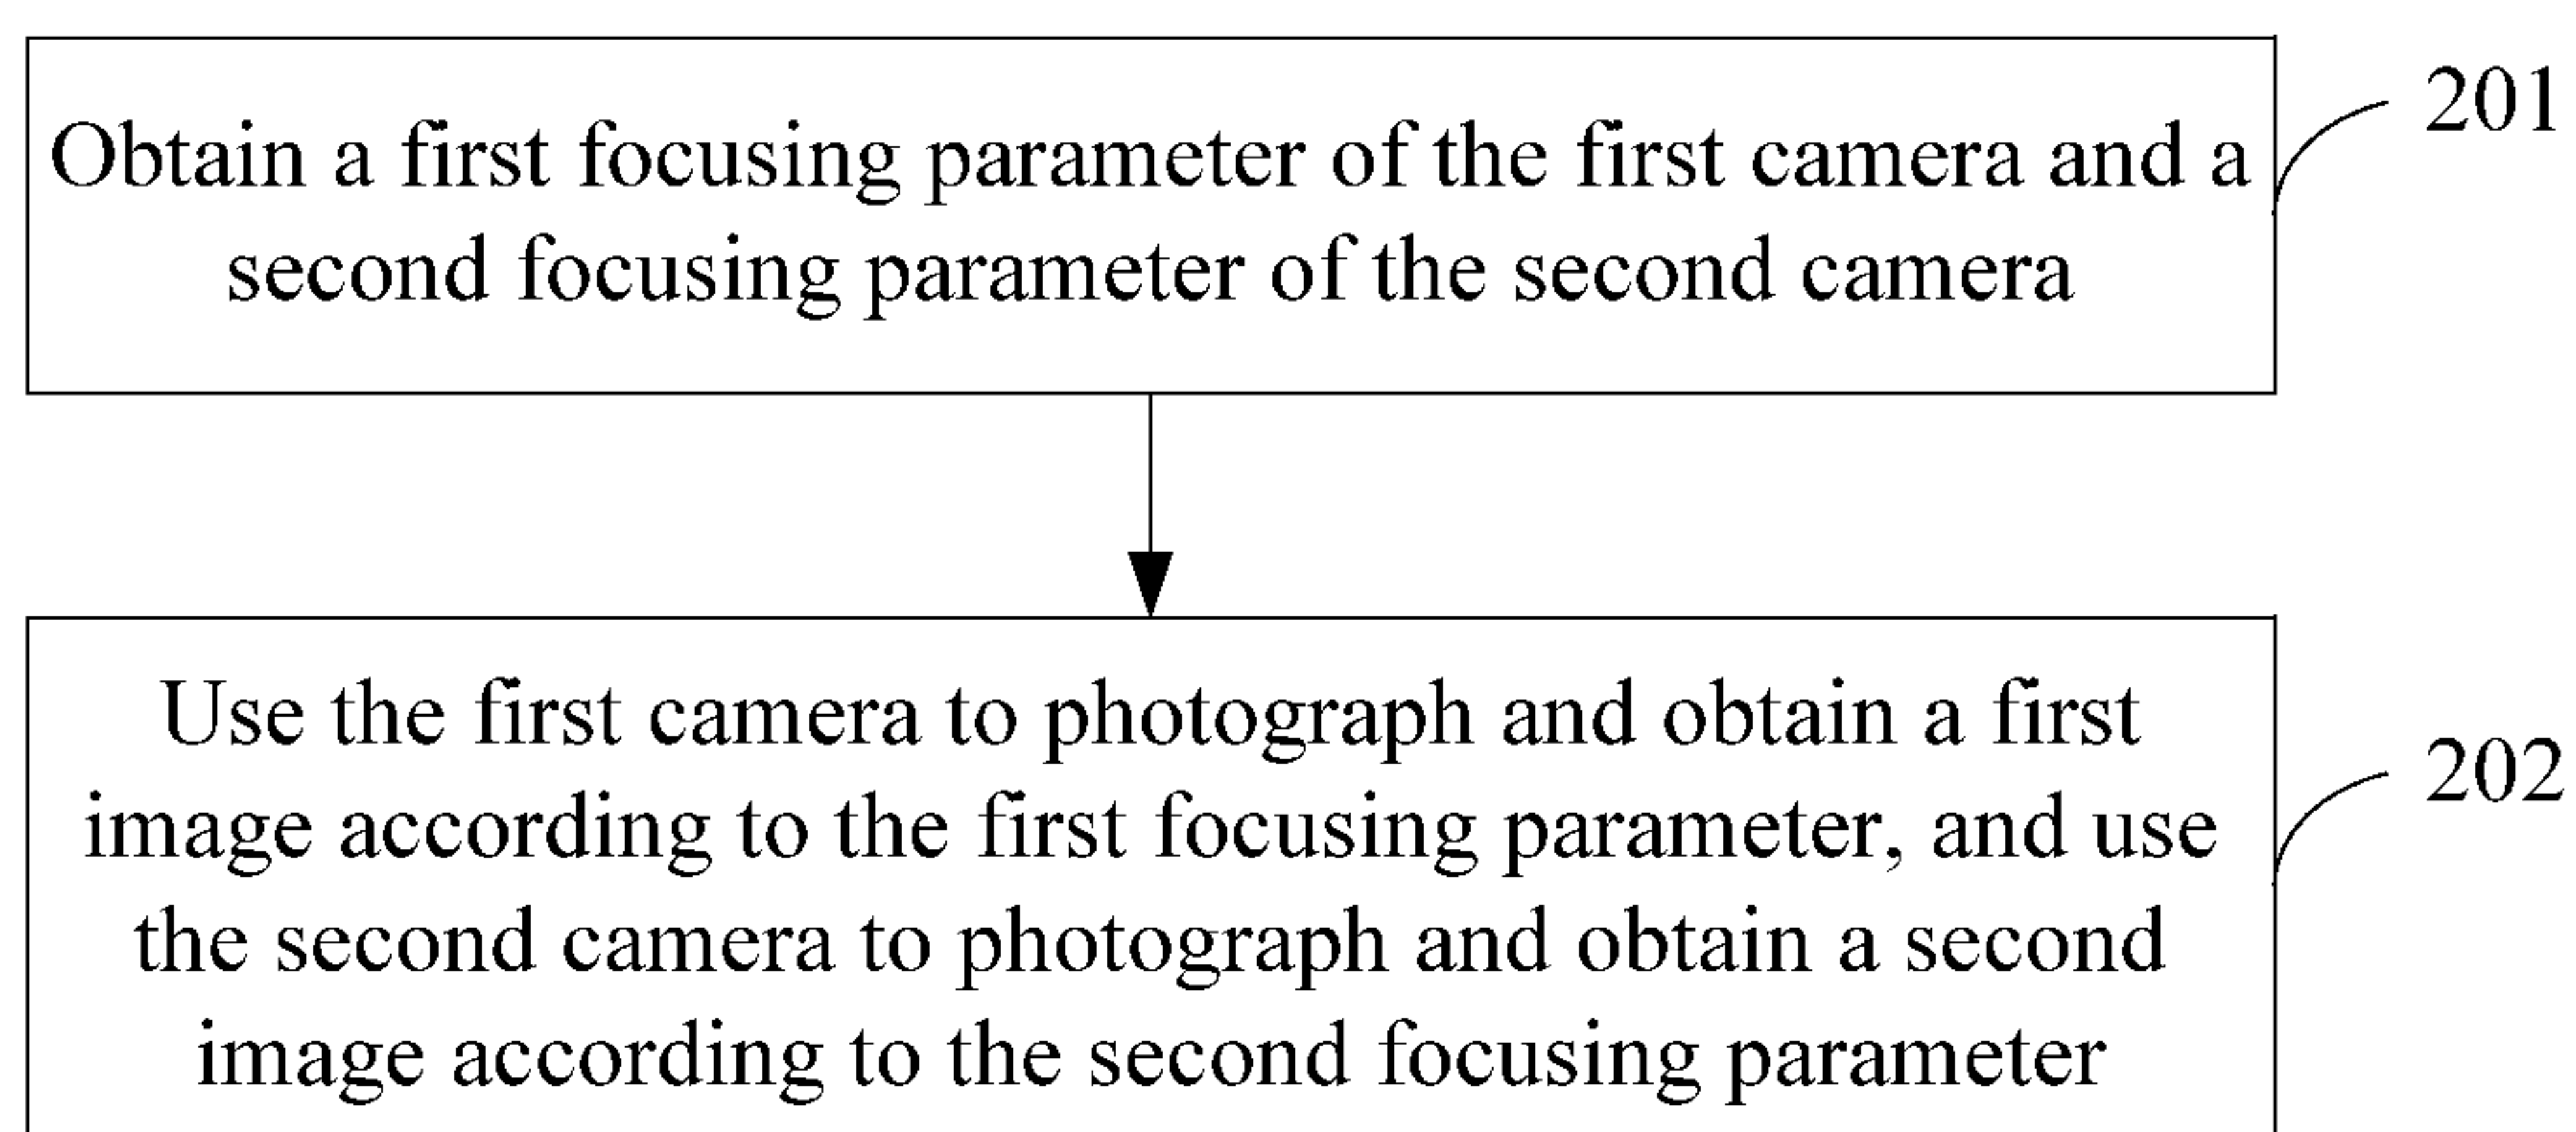 Obtain a first focusing parameter of the first camera and a
second focusing parameter of the second camera
201
Use the first camera to photograph and obtain a first
image according to the first focusing parameter, and use
the second camera to photograph and obtain a second
image according to the second focusing parameter
202